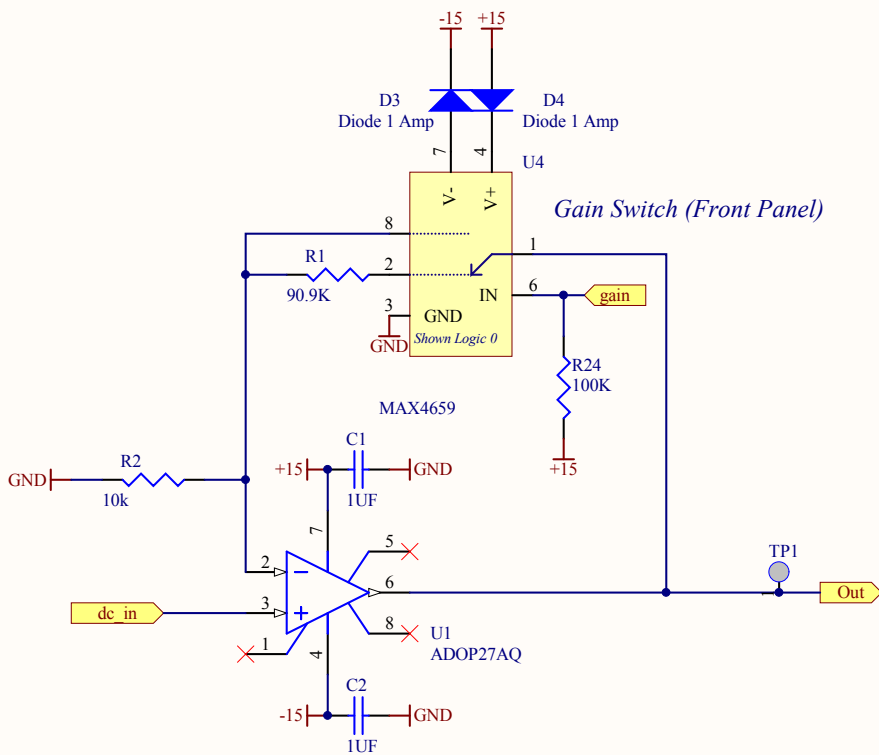 -15 +15
D3
Diode 1 Amp
D4
Diode 1 Amp
7
4
U4
V-
V+
Gain Switch (Front Panel)
8
1
R1
90.9K
2
6
IN
gain
3
GND
GND
Shown Logic 0
R24
100K
+15
MAX4659
C1
+15
GND
1UF
R2
GND
10k
7
5
2
6
TP1
1
Out
dc_in
3
8
1
4
U1
ADOP27AQ
C2
-15
GND
1UF